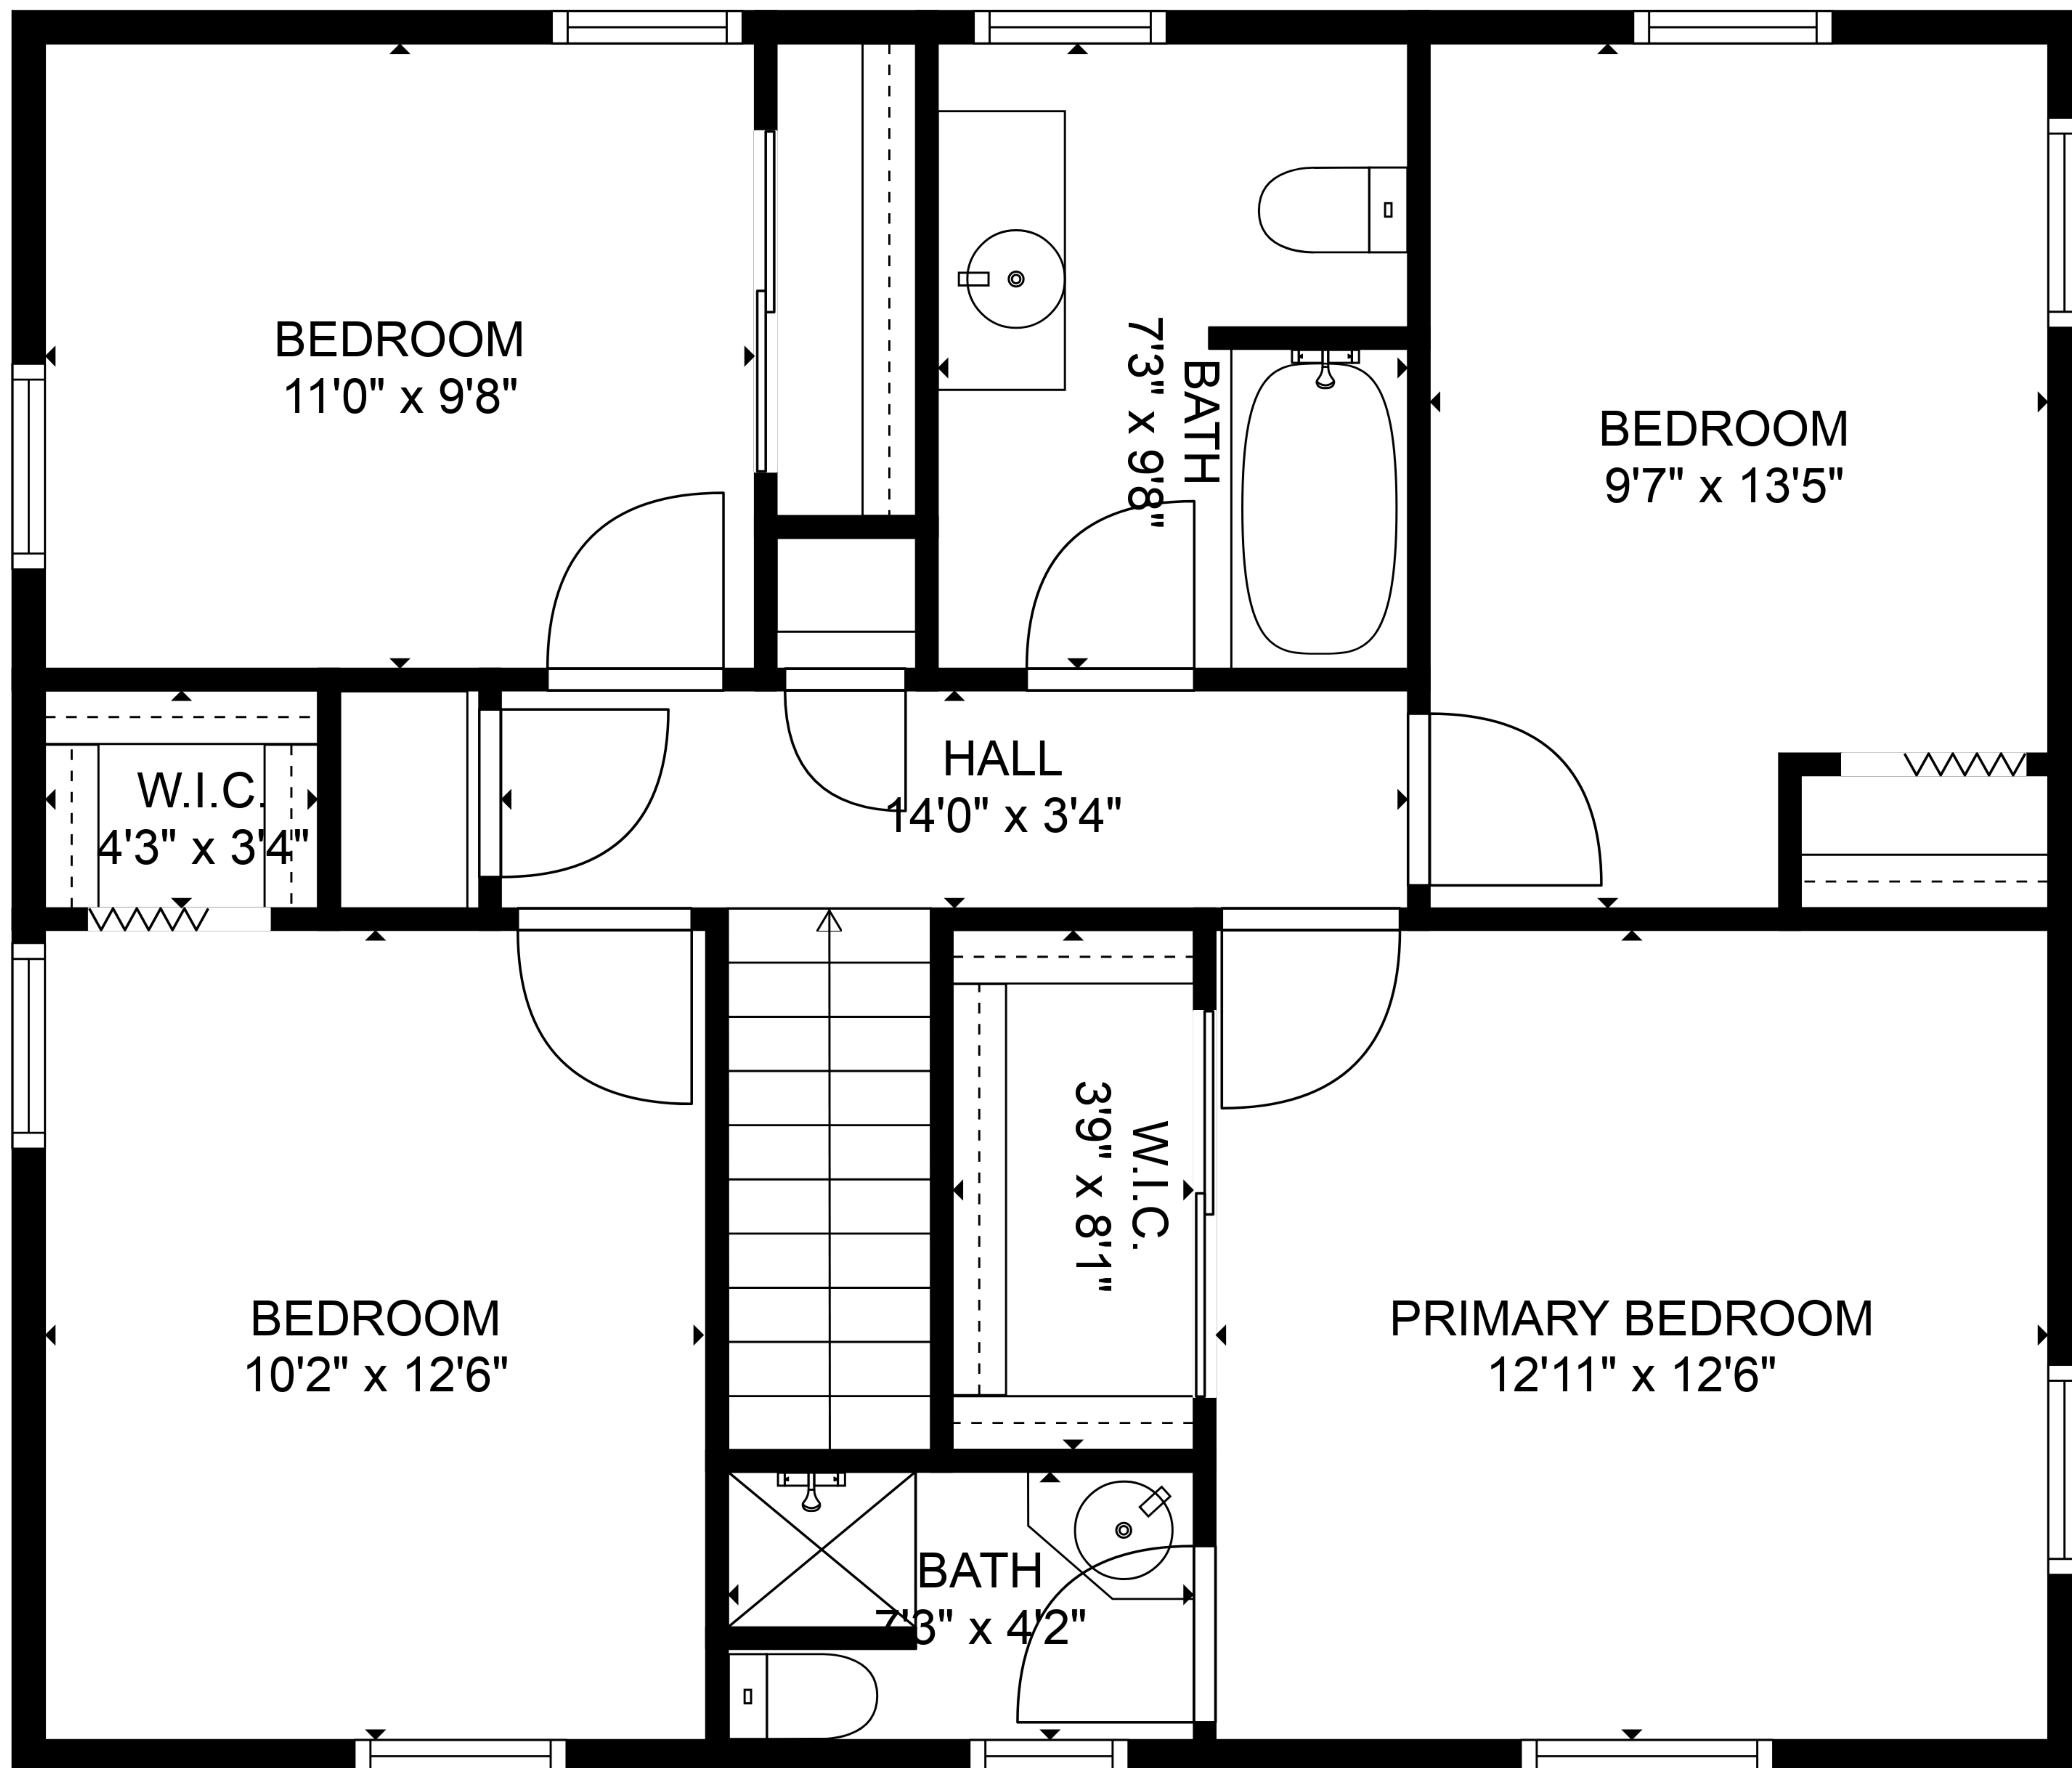 BEDROOM
11'0" x 9'8"
BATH
7'3" x 9'8"
BEDROOM
9'7" x 13'5"
W.I.C.
4'3" x 3'4"
HALL
14'0" x 3'4"
W.I.C.
3'9" x 8'1"
BEDROOM
10'2" x 12'6"
PRIMARY BEDROOM
12'11" x 12'6"
BATH
7'3" x 4'2"